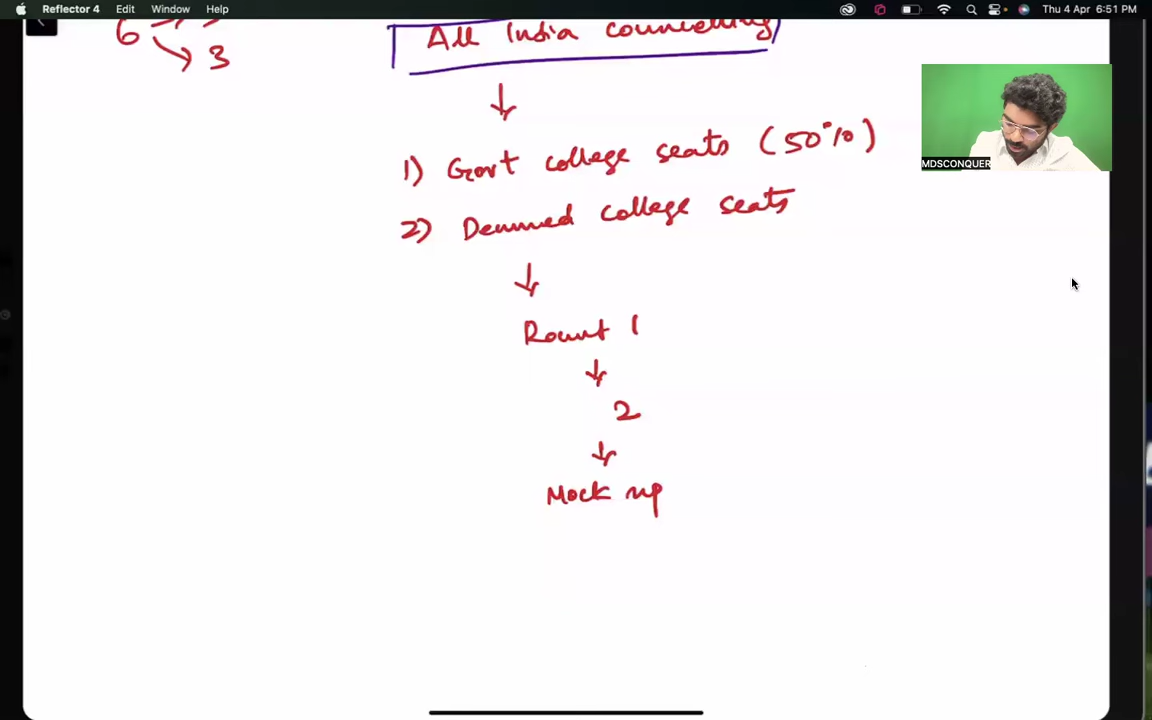 Reflector 4 Edit Window Help Thu 4 Apr 6:51 PM
6
3
All India counselling
1) Govt college seats (50%)
MDSCONQUER
2) Deemed college seats
Round 1
2
Mock up